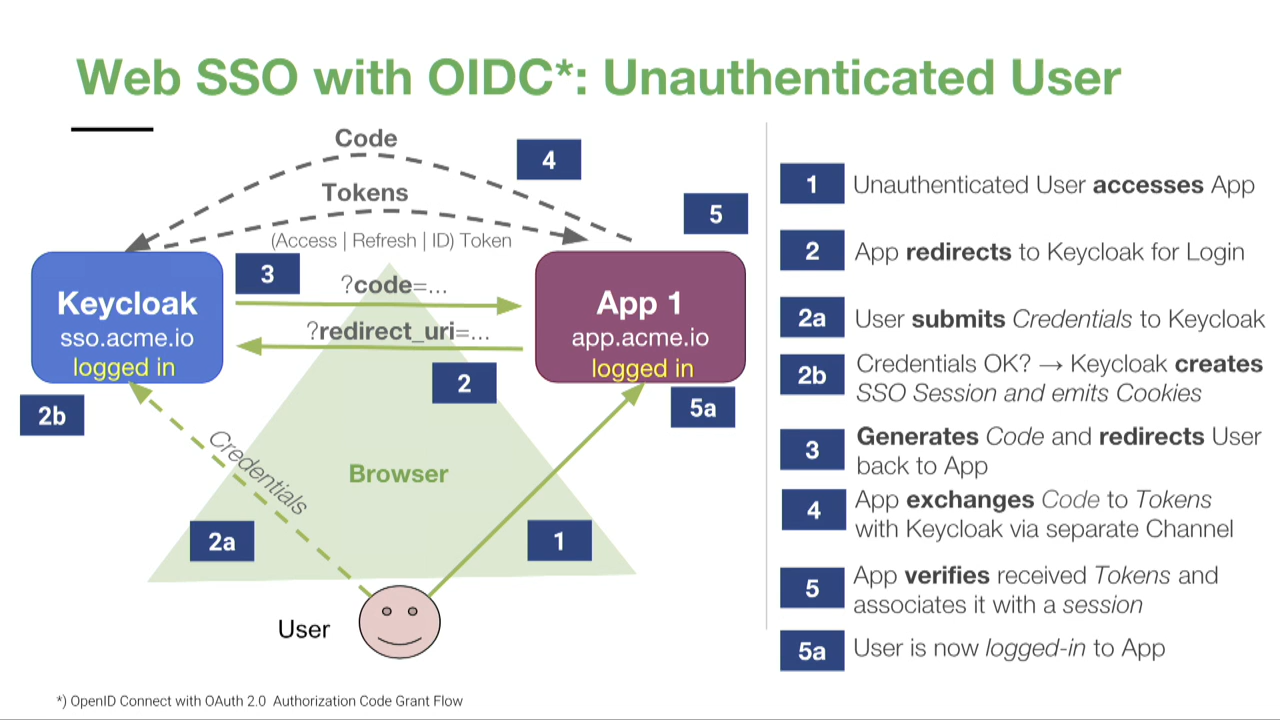 Web SSO with OIDC*: Unauthenticated User
Code
4
Tokens
5
(Access | Refresh | ID) Token
3
?code=...
Keycloak
sso.acme.io
logged in
?redirect_uri=...
App 1
app.acme.io
logged in
2
2b
5a
Credentials
Browser
2a
1
User
1 Unauthenticated User accesses App
2 App redirects to Keycloak for Login
2a User submits Credentials to Keycloak
2b Credentials OK? → Keycloak creates
SSO Session and emits Cookies
3 Generates Code and redirects User
back to App
4 App exchanges Code to Tokens
with Keycloak via separate Channel
5 App verifies received Tokens and
associates it with a session
5a User is now logged-in to App
*) OpenID Connect with OAuth 2.0 Authorization Code Grant Flow